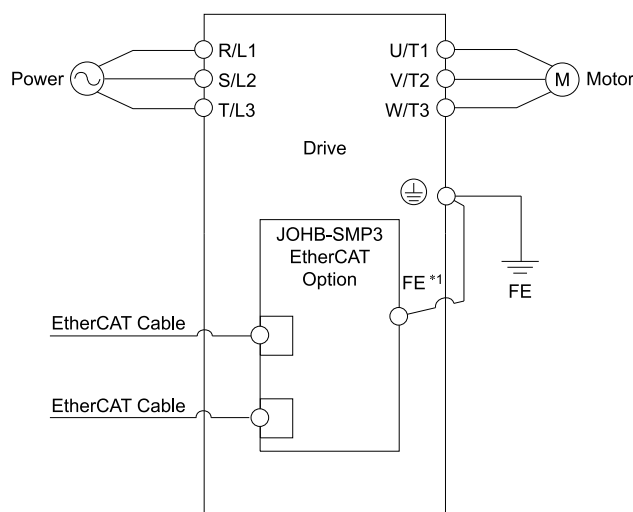 Power
R/L1
S/L2
T/L3
U/T1
V/T2
W/T3
M
Motor
Drive
JOHB-SMP3
EtherCAT
Option
FE *1
FE
EtherCAT Cable
EtherCAT Cable